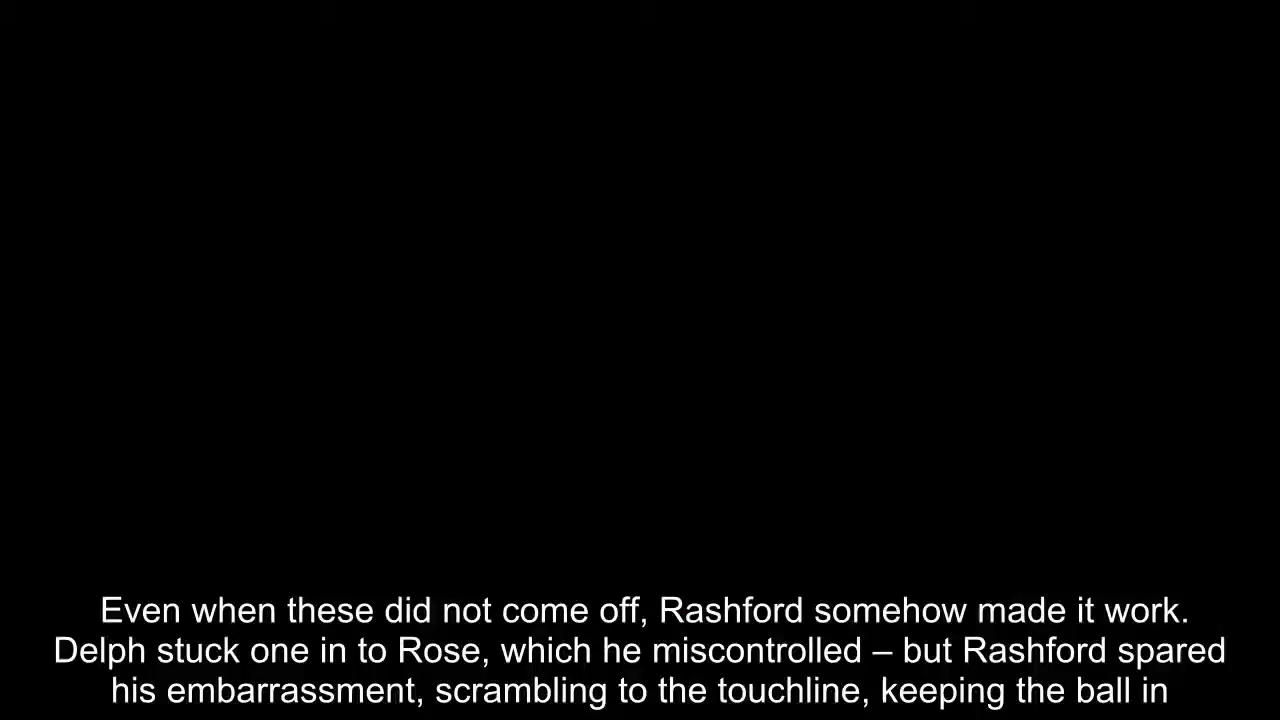 Even when these did not come off, Rashford somehow made it work.
Delph stuck one in to Rose, which he miscontrolled – but Rashford spared
his embarrassment, scrambling to the touchline, keeping the ball in